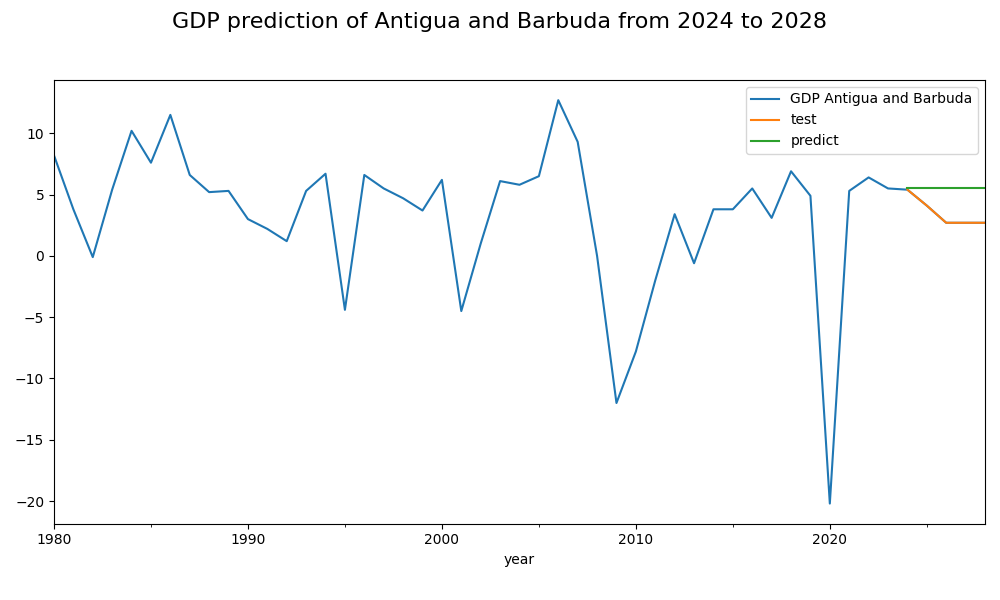 GDP prediction of Antigua and Barbuda from 2024 to 2028
GDP Antigua and Barbuda
test
predict
10
5
0
−5
−10
−15
−20
1980
1990
2000
2010
2020
year